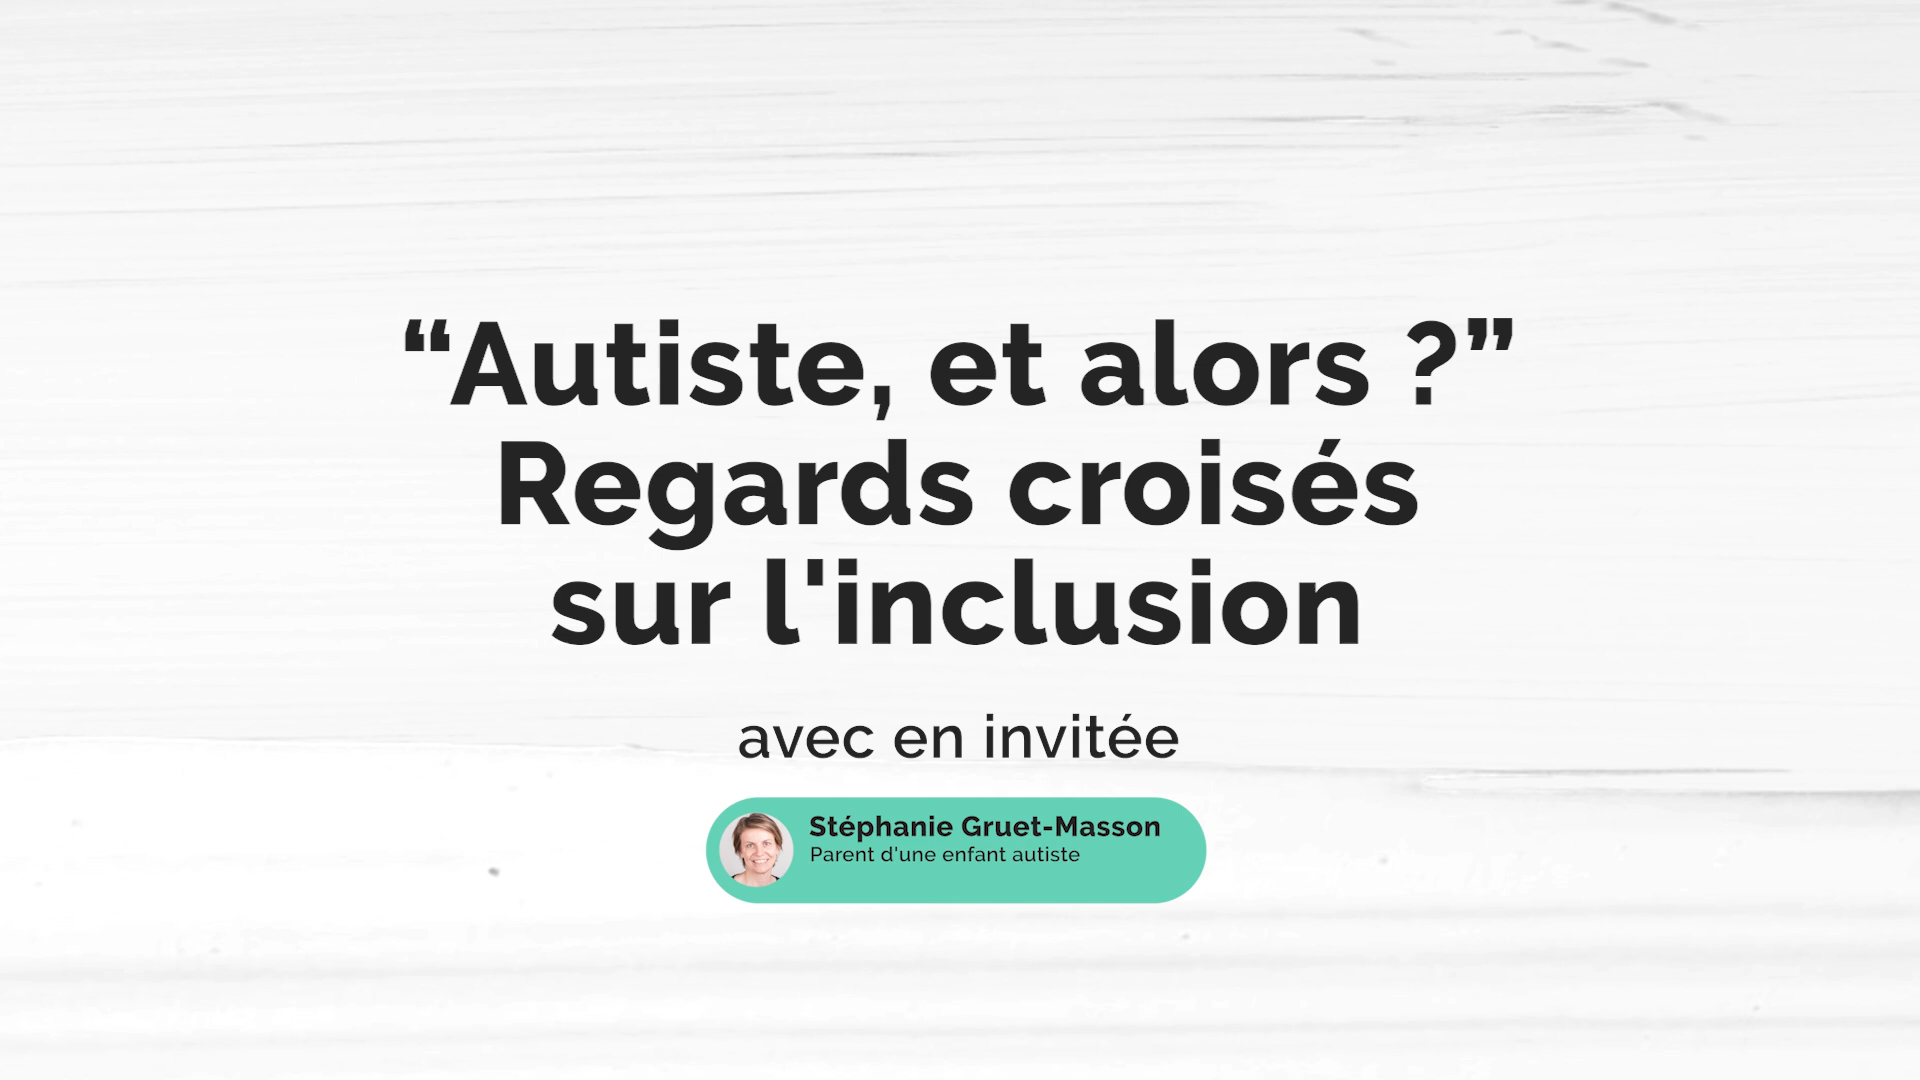 “Autiste, et alors ?”
Regards croisés
sur l'inclusion
avec en invitée
Stéphanie Gruet-Masson
Parent d'une enfant autiste